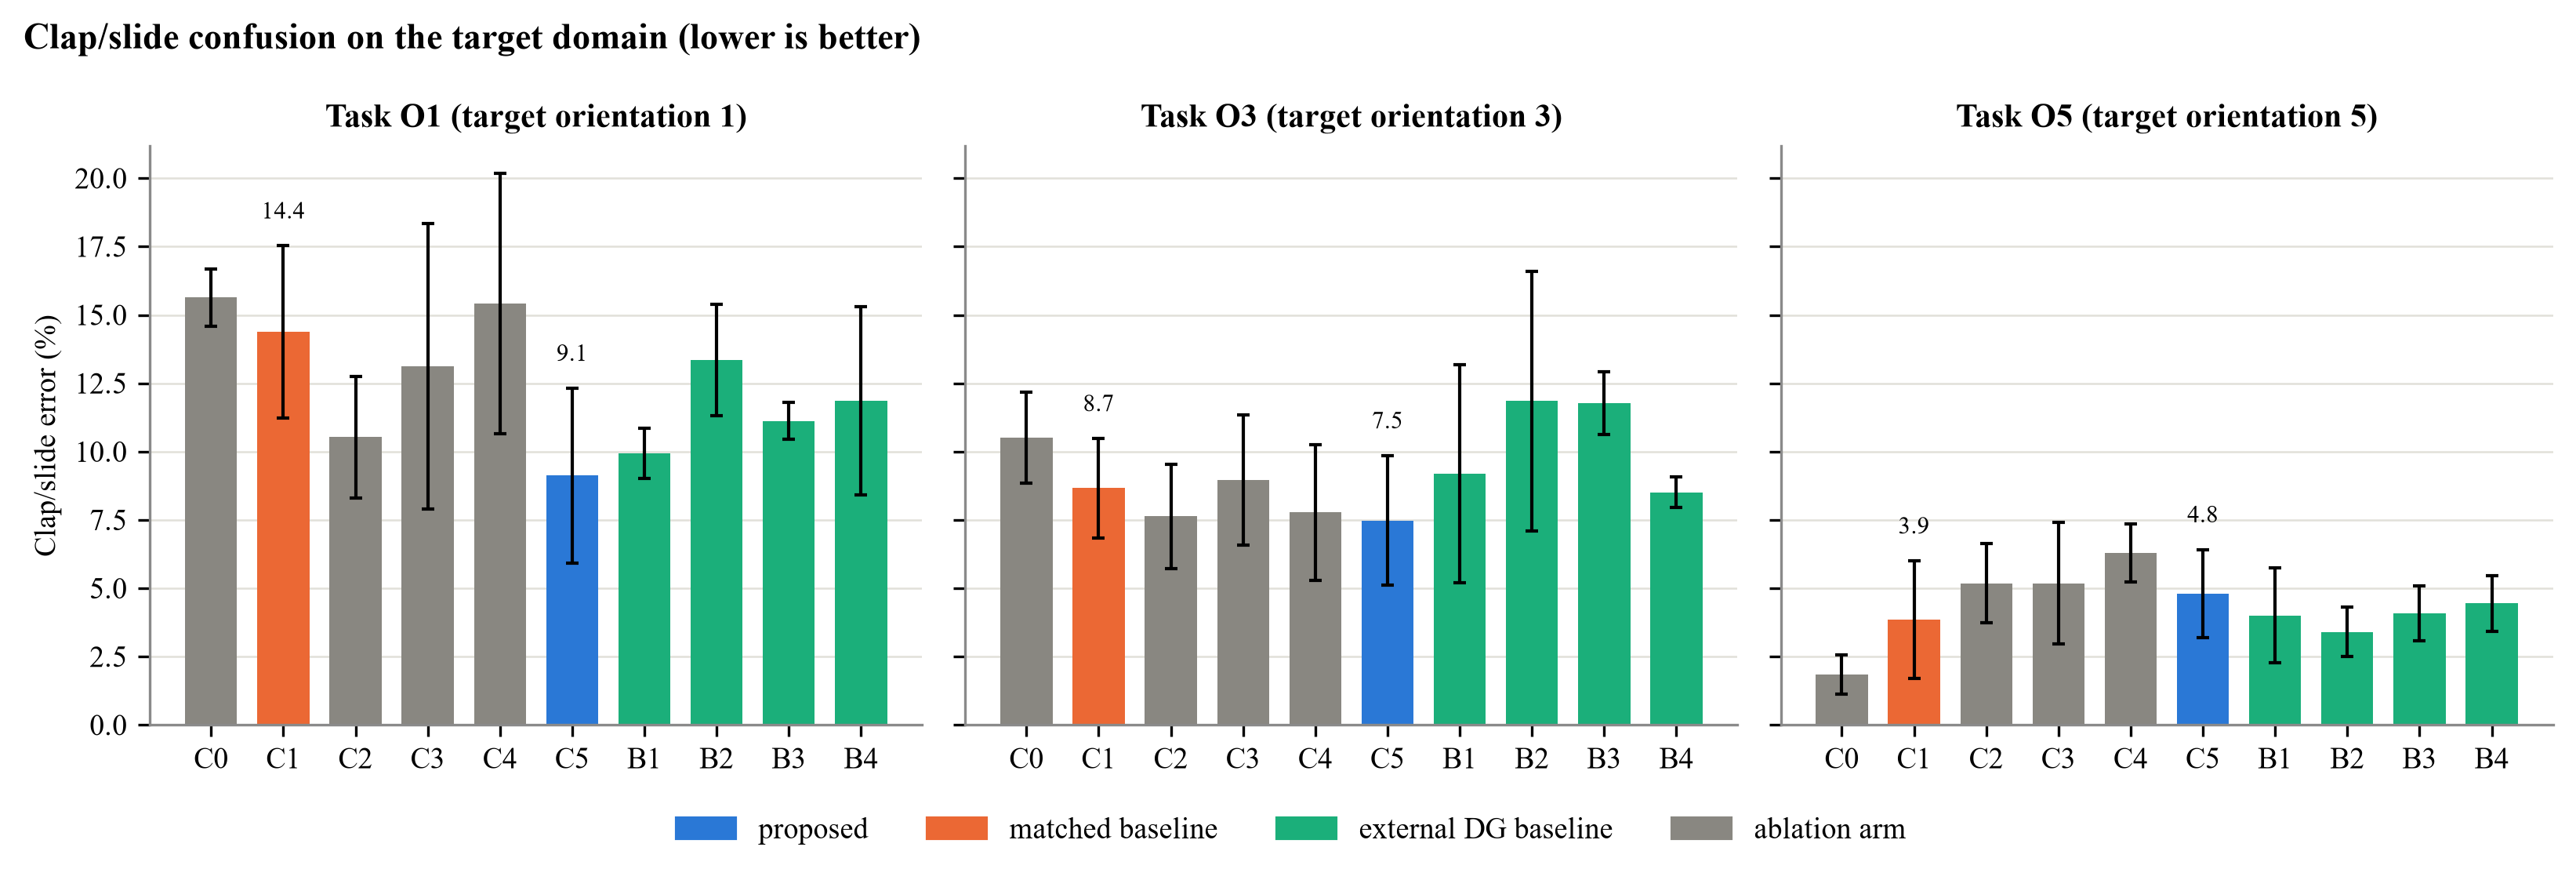 Clap/slide confusion on the target domain (lower is better)
Task O1 (target orientation 1)
Task O3 (target orientation 3)
Task O5 (target orientation 5)
Clap/slide error (%)
20.0
17.5
15.0
12.5
10.0
7.5
5.0
2.5
0.0
14.4
9.1
8.7
7.5
3.9
4.8
C0 C1 C2 C3 C4 C5 B1 B2 B3 B4
C0 C1 C2 C3 C4 C5 B1 B2 B3 B4
C0 C1 C2 C3 C4 C5 B1 B2 B3 B4
proposed
matched baseline
external DG baseline
ablation arm